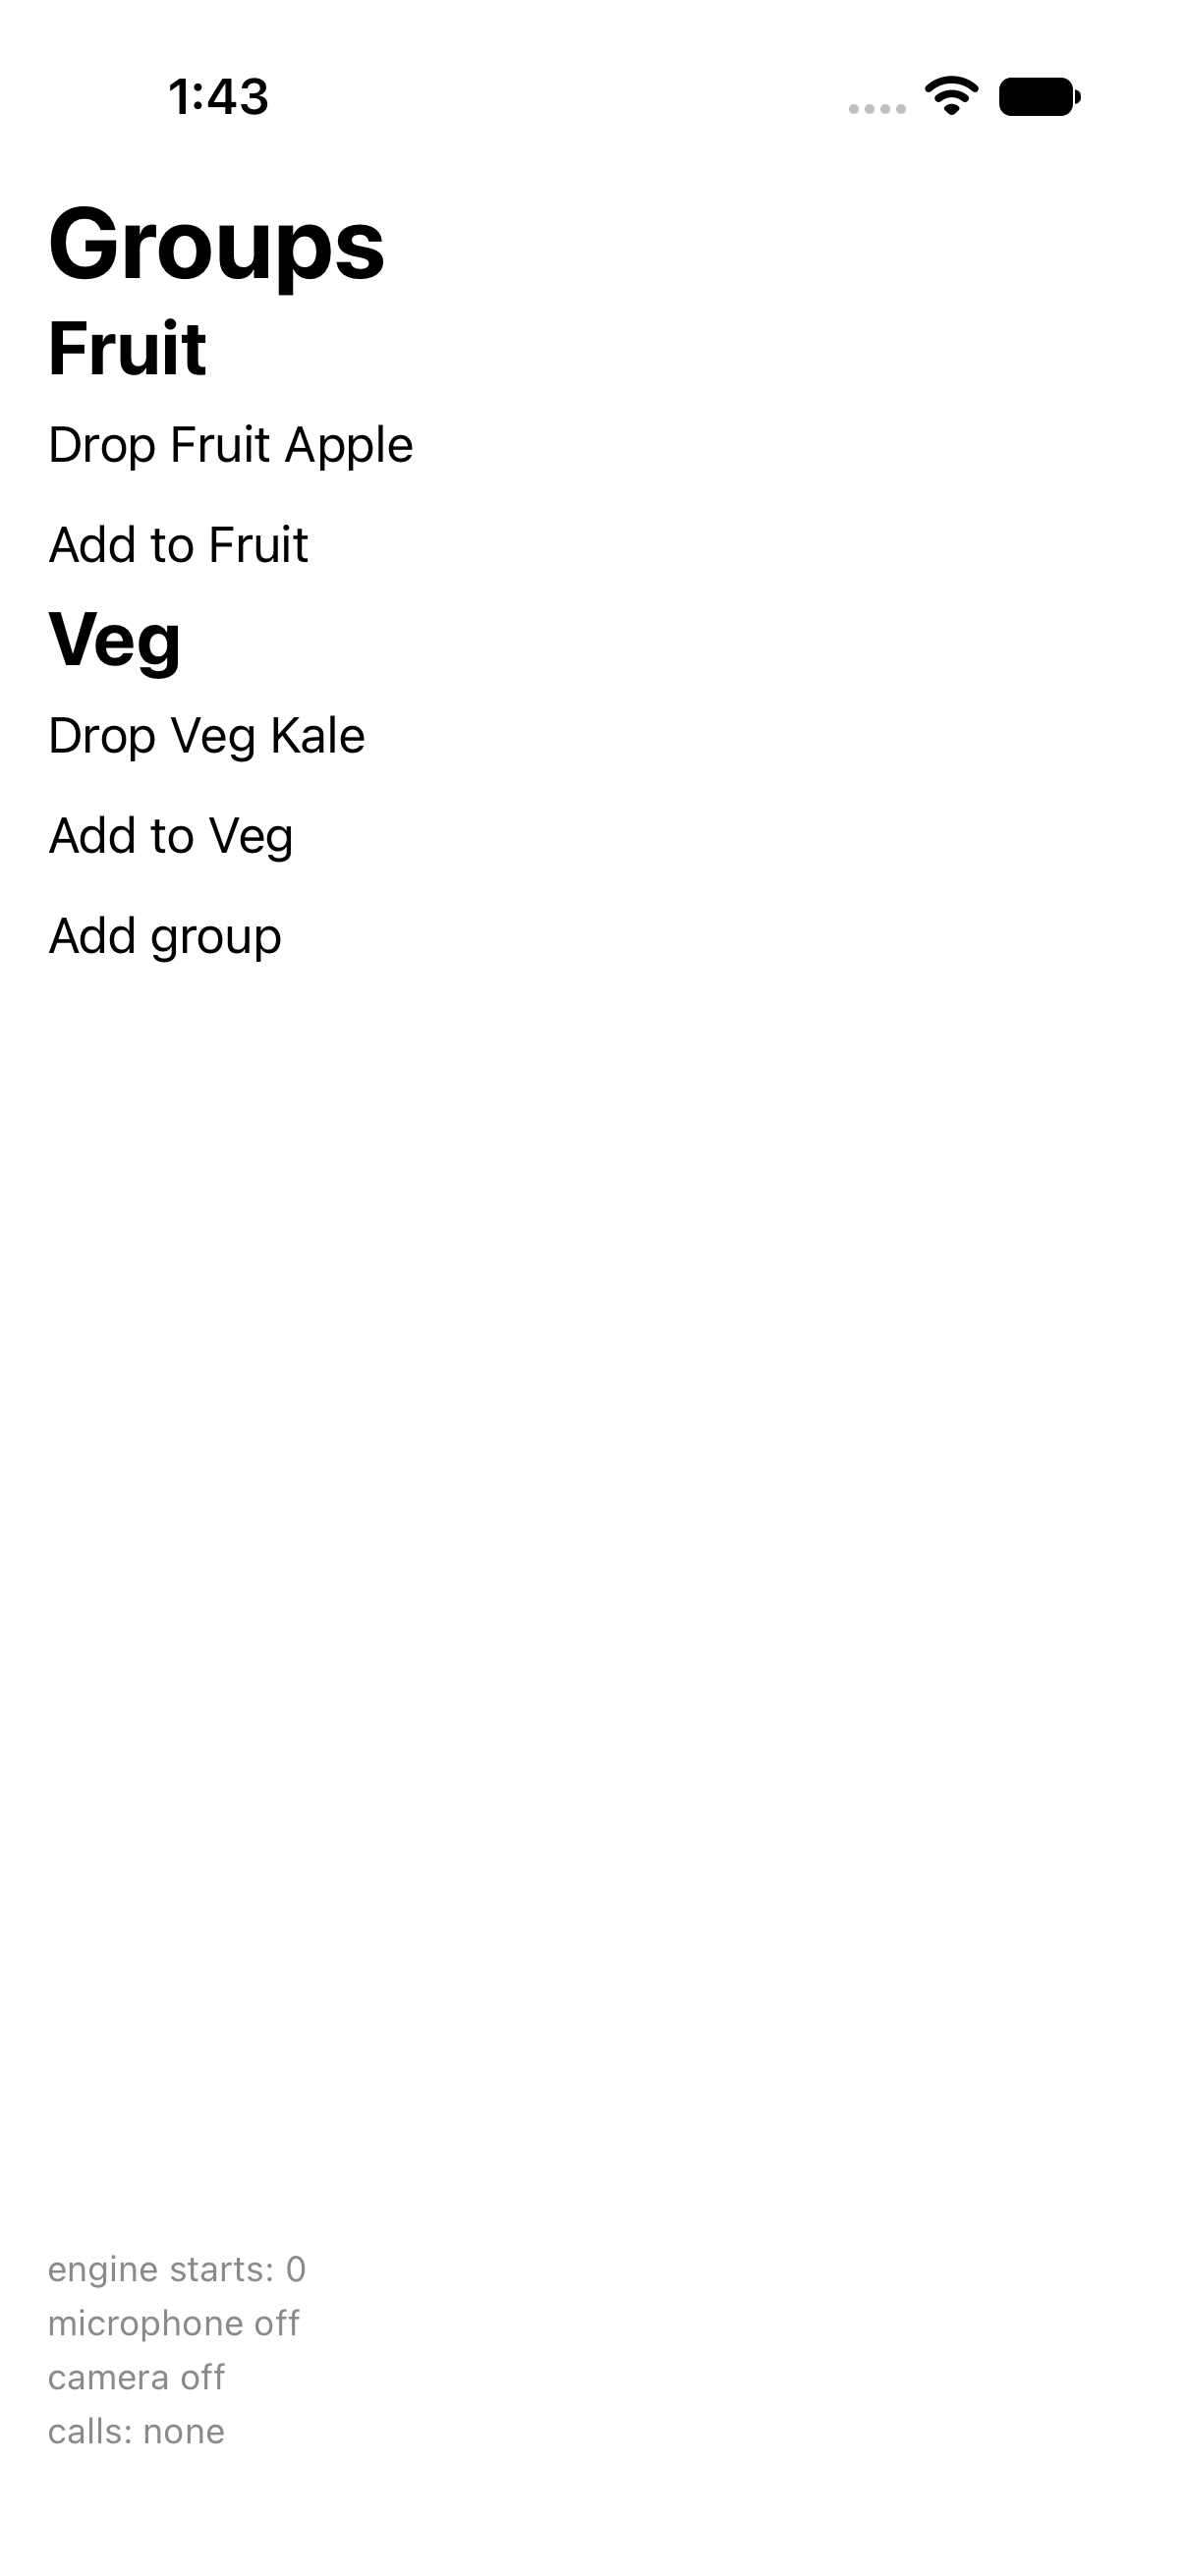 1:43
Groups
Fruit
Drop Fruit Apple
Add to Fruit
Veg
Drop Veg Kale
Add to Veg
Add group
engine starts: 0
microphone off
camera off
calls: none